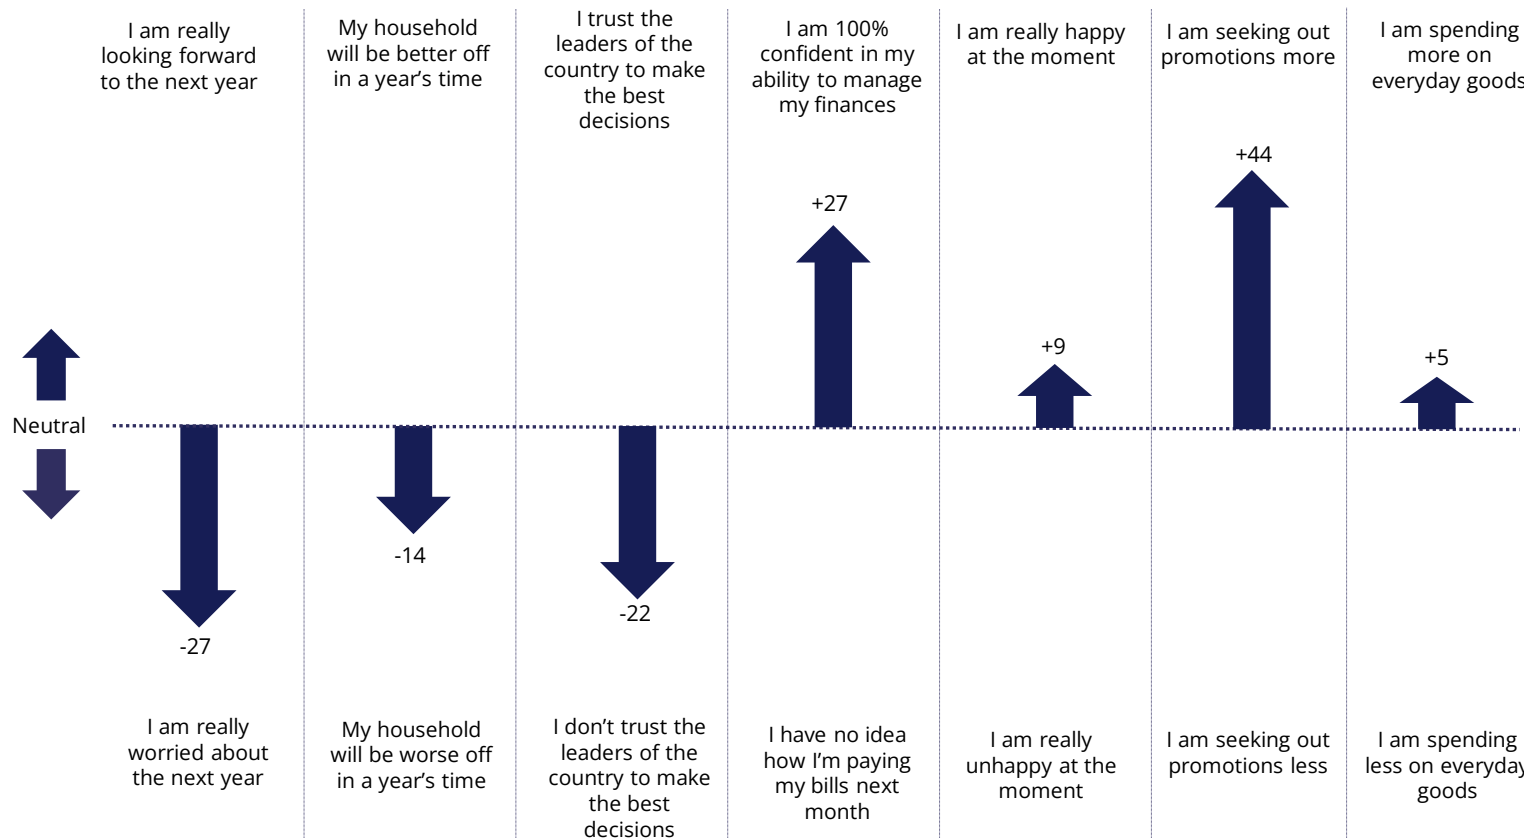 I am really
looking forward
to the next year
My household
will be better off
in a year's time
I trust the
leaders of the
country to make
the best
decisions
I am 100%
confident in my
ability to manage
my finances
I am really happy
at the moment
I am seeking out
promotions more
I am spending
more on
everyday goods
+44
+27
+9
+5
Neutral
-14
-22
-27
I am really
worried about
the next year
My household
will be worse off
in a year's time
I don't trust the
leaders of the
country to make
the best
decisions
I have no idea
how I'm paying
my bills next
month
I am really
unhappy at the
moment
I am seeking out
promotions less
I am spending
less on everyday
goods